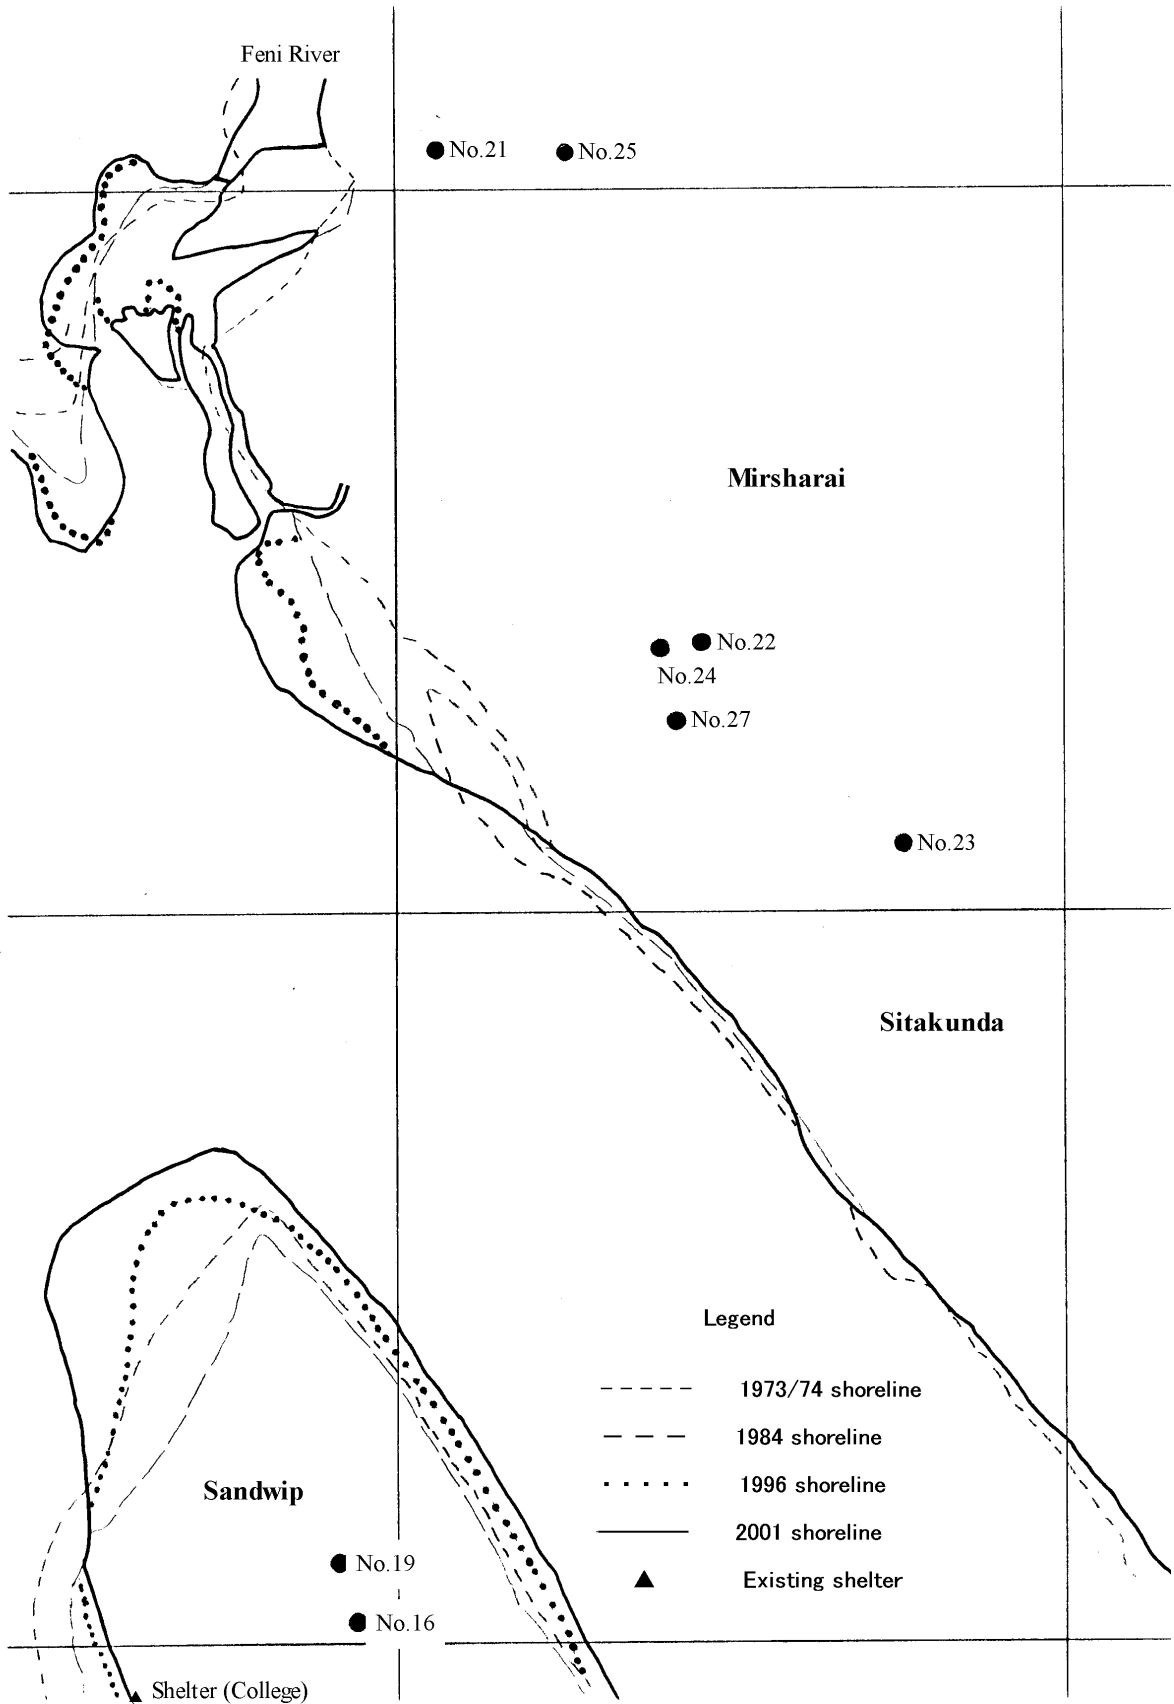 Feni River
No.21
No.25
Mirsharai
No.22
No.24
No.27
No.23
Sitakunda
Legend
1973/74 shoreline
1984 shoreline
1996 shoreline
2001 shoreline
Existing shelter
Sandwip
No.19
No.16
Shelter (College)